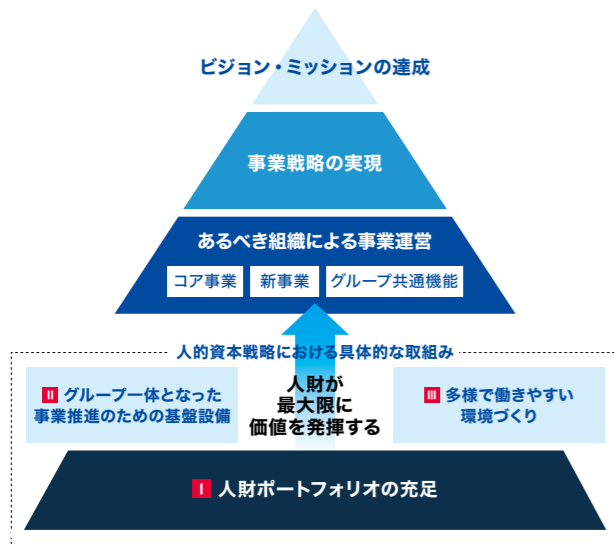 ビジョン・ミッションの達成
事業戦略の実現
あるべき組織による事業運営
コア事業
新事業
グループ共通機能
人的資本戦略における具体的な取組み
II グループ一体となった
事業推進のための基盤設備
人財が
最大限に
価値を発揮する
III 多様で働きやすい
環境づくり
I 人財ポートフォリオの充足